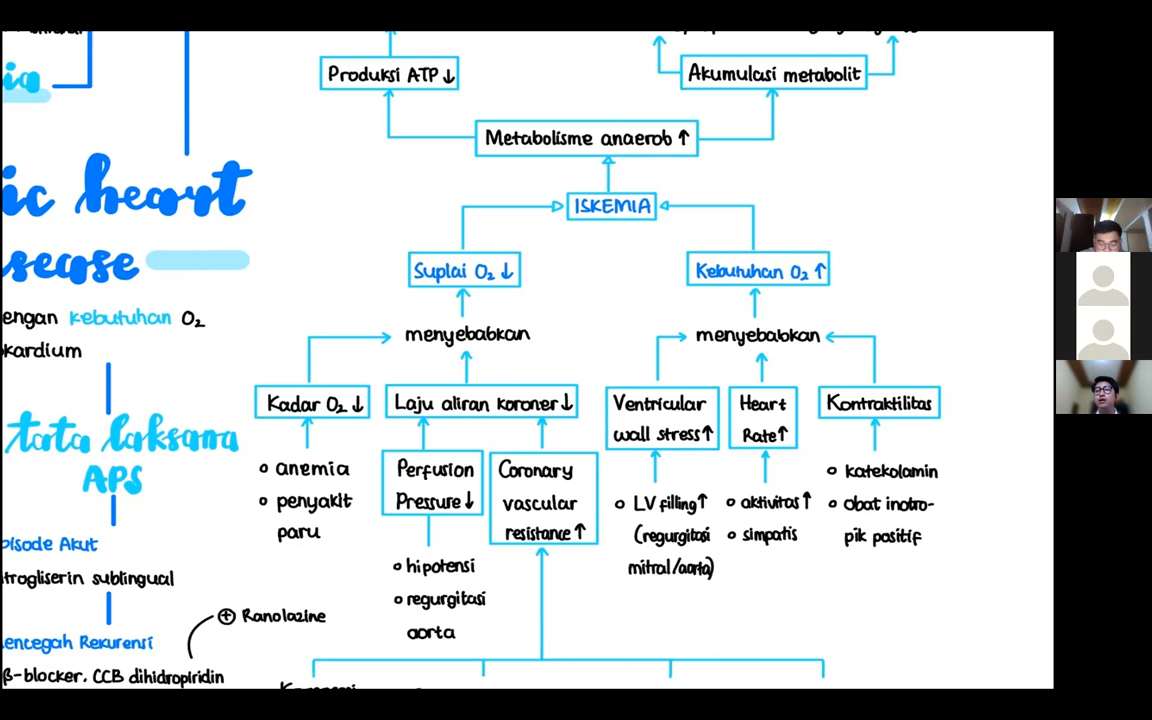 Produksi ATP ↓
Akumulasi metabolit
Metabolisme anaerob ↑
ISKEMIA
Suplai O₂ ↓
Kebutuhan O₂ ↑
menyebabkan
menyebabkan
Kadar O₂ ↓
Laju aliran koroner ↓
Ventricular
wall stress ↑
Heart
Rate ↑
Kontraktilitas
anemia
penyakit
paru
Perfusion
Pressure ↓
Coronary
vascular
resistance ↑
LV filling ↑
(regurgitasi
mitral/aorta)
aktivitas ↑
simpatis
katekolamin
obat inotro-
pik positif
hipotensi
regurgitasi
aorta
ia
ic heart
sease
engan kebutuhan O₂
kardium
tata laksana
APS
pisode Akut
trogliserin sublingual
⊕ Ranolazine
encegah Rekurensi
β-blocker. CCB dihidropiridin